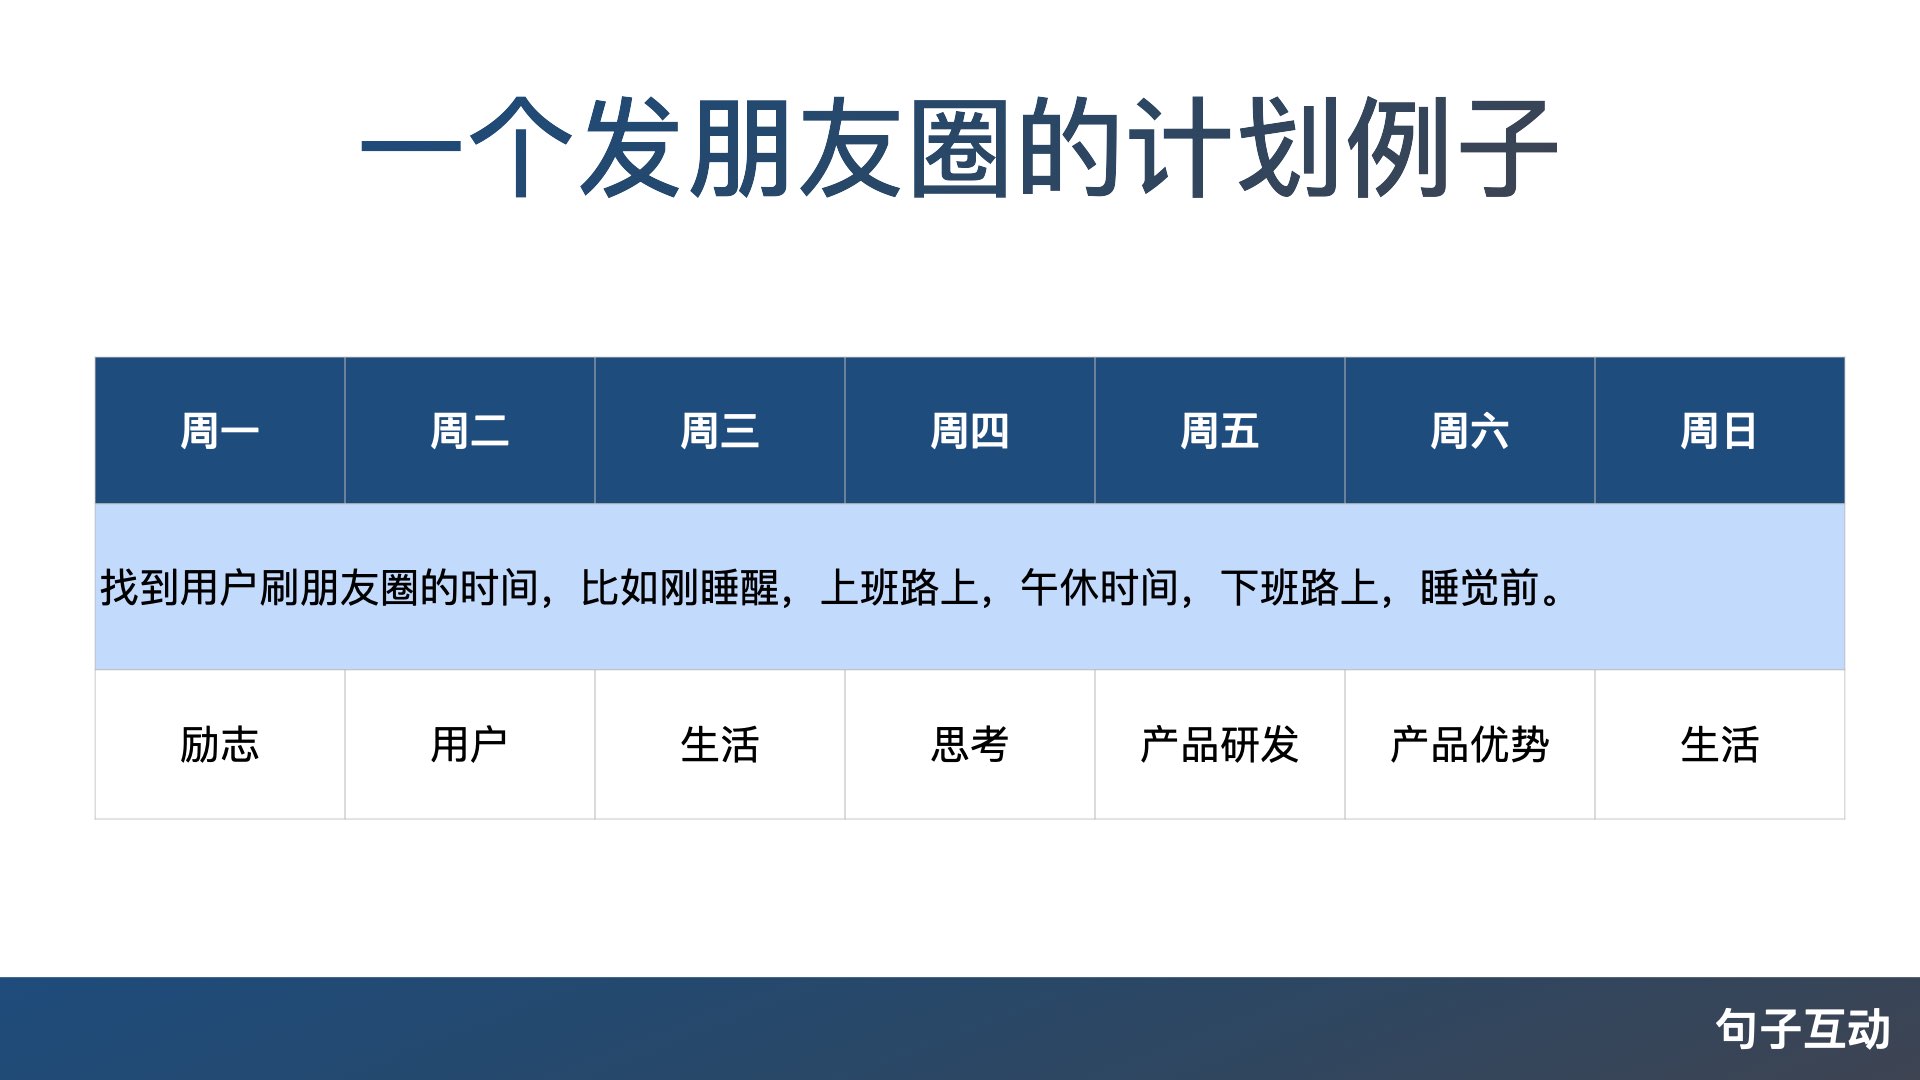 一个发朋友圈的计划例子
周一 周二 周三 周四 周五 周六 周日
找到用户刷朋友圈的时间，比如刚睡醒，上班路上，午休时间，下班路上，睡觉前。
励志 用户 生活 思考 产品研发 产品优势 生活
句子互动